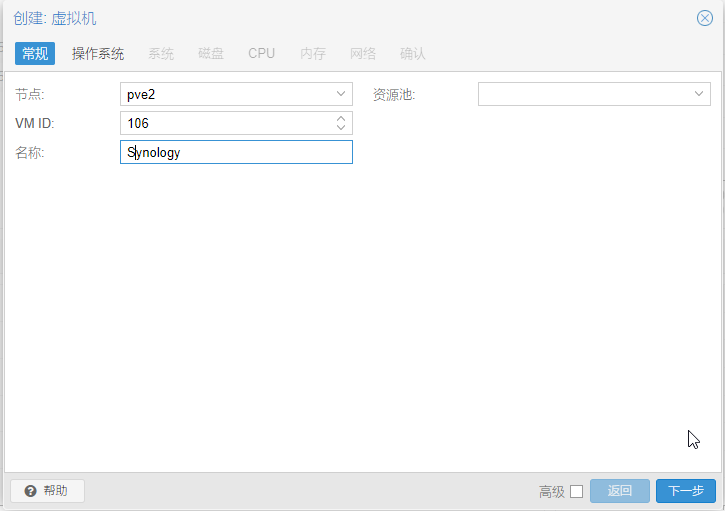 创建: 虚拟机
常规 操作系统 系统 磁盘 CPU 内存 网络 确认
节点: pve2 资源池:
VM ID: 106
名称: Synology
帮助 高级 返回 下一步